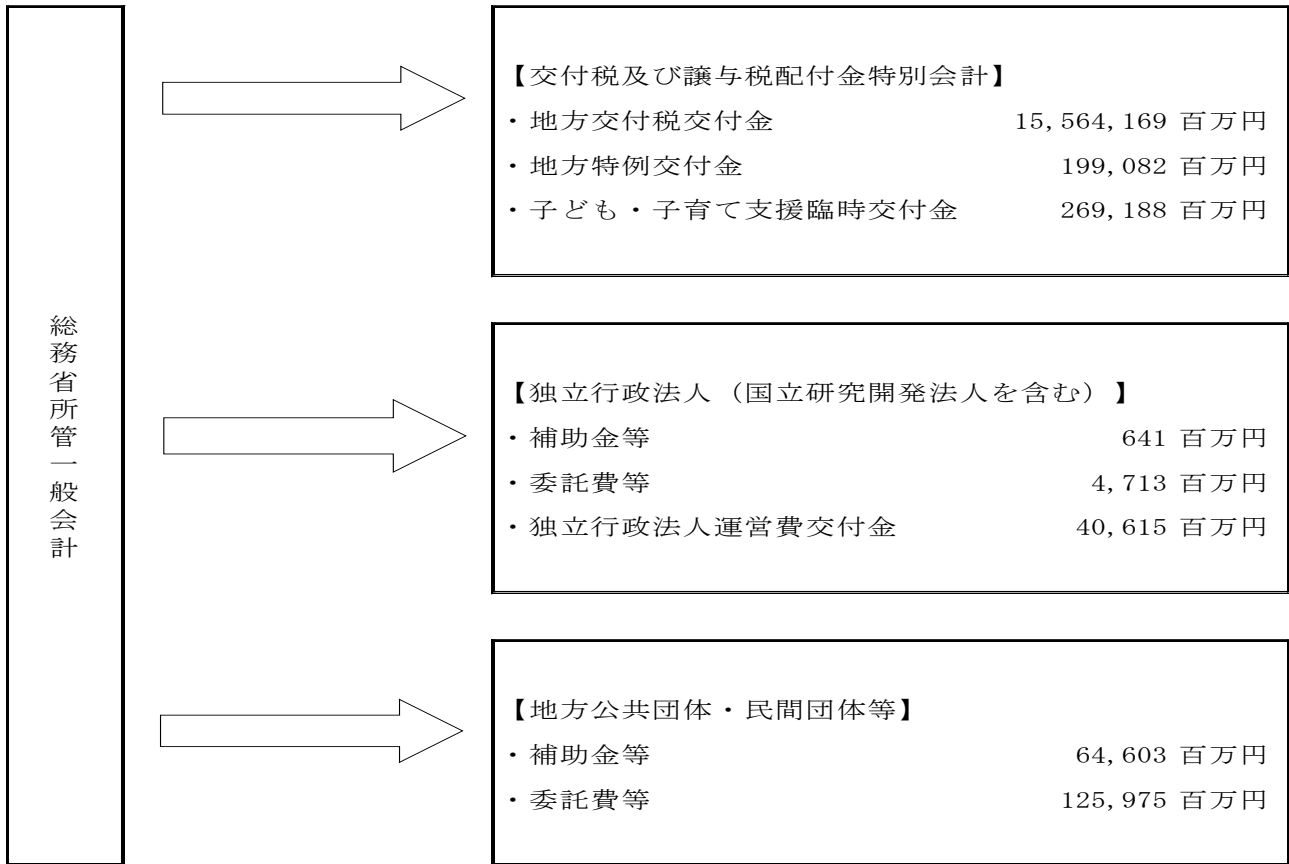 総務省所管一般会計
【交付税及び譲与税配付金特別会計】
・地方交付税交付金 15,564,169 百万円
・地方特例交付金 199,082 百万円
・子ども・子育て支援臨時交付金 269,188 百万円
【独立行政法人（国立研究開発法人を含む）】
・補助金等 641 百万円
・委託費等 4,713 百万円
・独立行政法人運営費交付金 40,615 百万円
【地方公共団体・民間団体等】
・補助金等 64,603 百万円
・委託費等 125,975 百万円